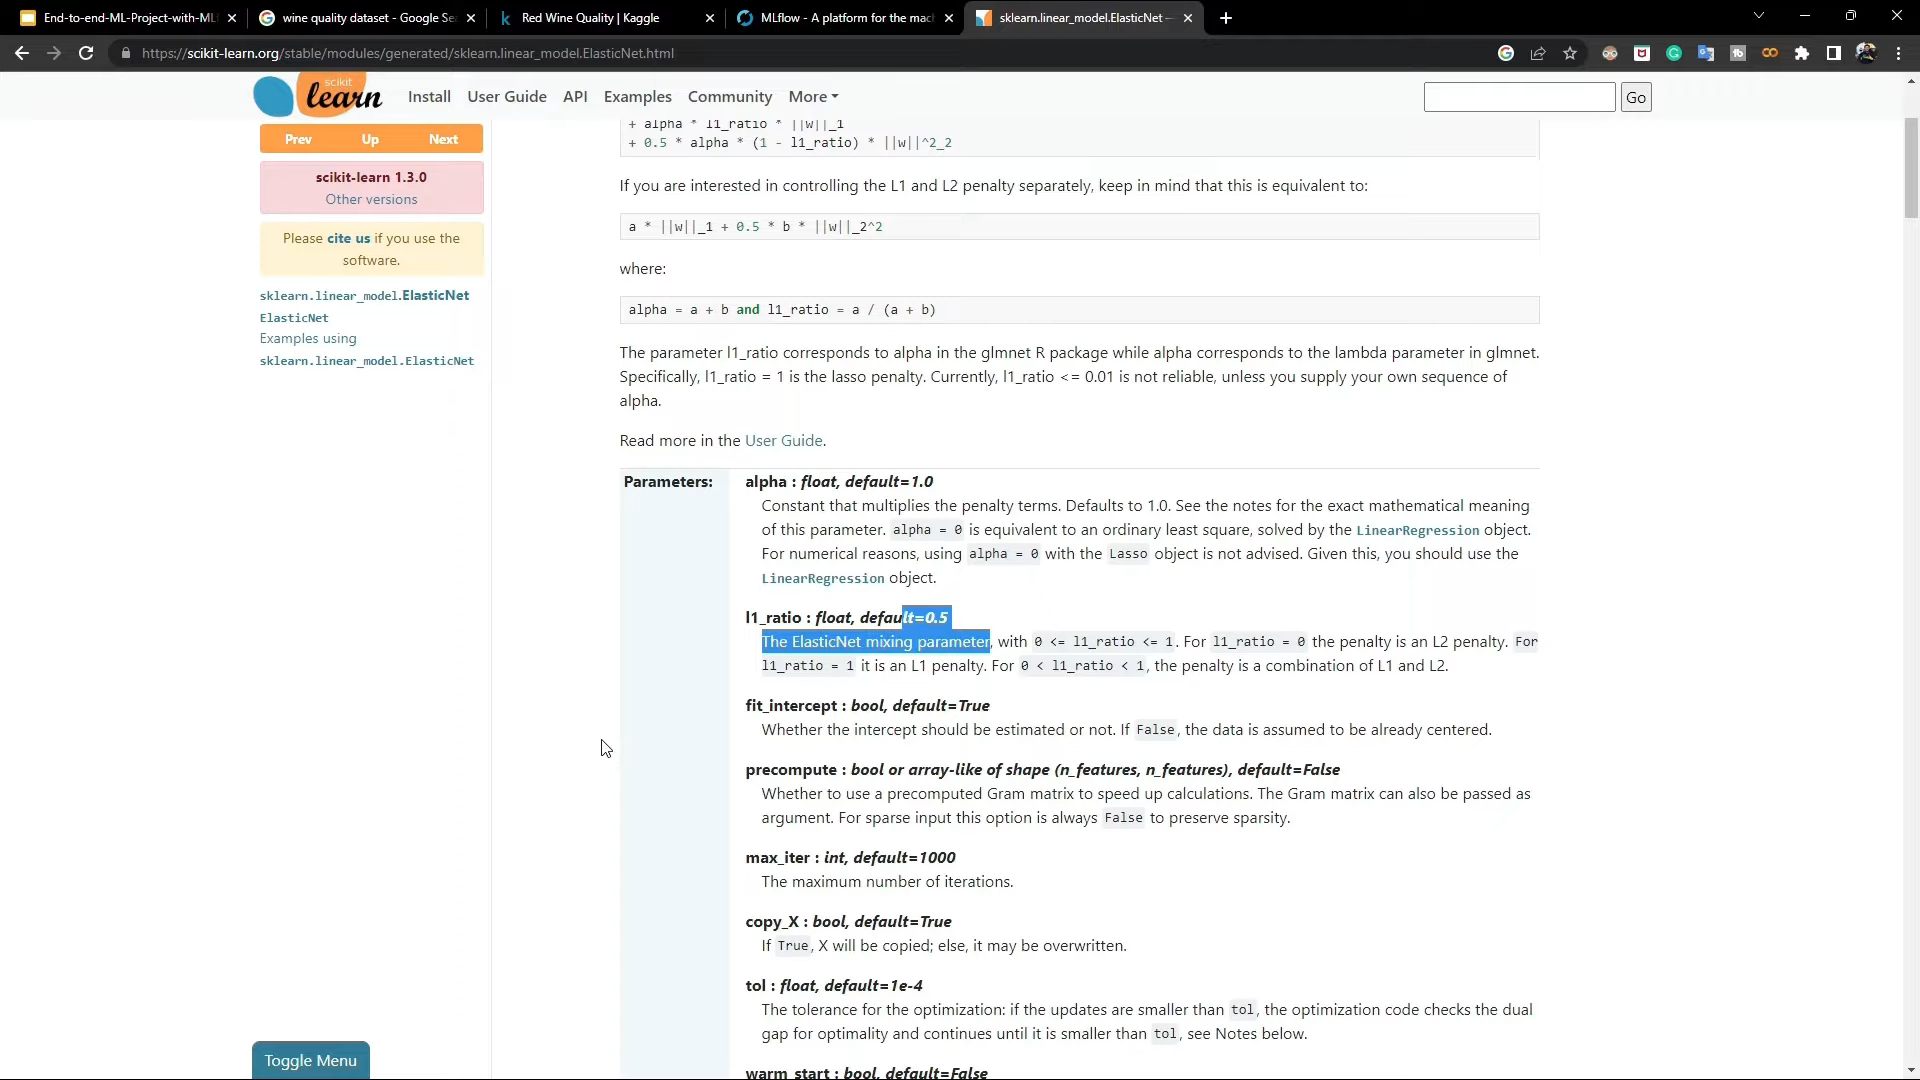 End-to-end-ML-Project-with-ML
wine quality dataset - Google Se
Red Wine Quality | Kaggle
MLflow - A platform for the mac
sklearn.linear_model.ElasticNet —
https://scikit-learn.org/stable/modules/generated/sklearn.linear_model.ElasticNet.html
scikit
learn
Install
User Guide
API
Examples
Community
More
Go
Prev
Up
Next
scikit-learn 1.3.0
Other versions
Please cite us if you use the
software.
sklearn.linear_model.ElasticNet
ElasticNet
Examples using
sklearn.linear_model.ElasticNet
+ alpha * l1_ratio * ||w||_1
+ 0.5 * alpha * (1 - l1_ratio) * ||w||^2_2
If you are interested in controlling the L1 and L2 penalty separately, keep in mind that this is equivalent to:
a * ||w||_1 + 0.5 * b * ||w||_2^2
where:
alpha = a + b and l1_ratio = a / (a + b)
The parameter l1_ratio corresponds to alpha in the glmnet R package while alpha corresponds to the lambda parameter in glmnet.
Specifically, l1_ratio = 1 is the lasso penalty. Currently, l1_ratio <= 0.01 is not reliable, unless you supply your own sequence of
alpha.
Read more in the User Guide.
Parameters:
alpha : float, default=1.0
Constant that multiplies the penalty terms. Defaults to 1.0. See the notes for the exact mathematical meaning
of this parameter. alpha = 0 is equivalent to an ordinary least square, solved by the LinearRegression object.
For numerical reasons, using alpha = 0 with the Lasso object is not advised. Given this, you should use the
LinearRegression object.
l1_ratio : float, default=0.5
The ElasticNet mixing parameter, with 0 <= l1_ratio <= 1. For l1_ratio = 0 the penalty is an L2 penalty. For
l1_ratio = 1 it is an L1 penalty. For 0 < l1_ratio < 1, the penalty is a combination of L1 and L2.
fit_intercept : bool, default=True
Whether the intercept should be estimated or not. If False, the data is assumed to be already centered.
precompute : bool or array-like of shape (n_features, n_features), default=False
Whether to use a precomputed Gram matrix to speed up calculations. The Gram matrix can also be passed as
argument. For sparse input this option is always False to preserve sparsity.
max_iter : int, default=1000
The maximum number of iterations.
copy_X : bool, default=True
If True, X will be copied; else, it may be overwritten.
tol : float, default=1e-4
The tolerance for the optimization: if the updates are smaller than tol, the optimization code checks the dual
gap for optimality and continues until it is smaller than tol, see Notes below.
warm_start : bool, default=False
Toggle Menu